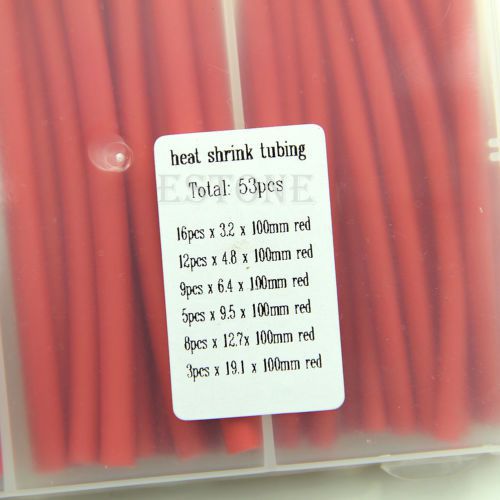 heat shrink tubing
ESTONE
Total: 53pcs
16pcs x 3.2 x 100mm red
12pcs x 4.8 x 100mm red
9pcs x 6.4 x 100mm red
5pcs x 9.5 x 100mm red
8pcs x 12.7x 100mm red
3pcs x 19.1 x 100mm red